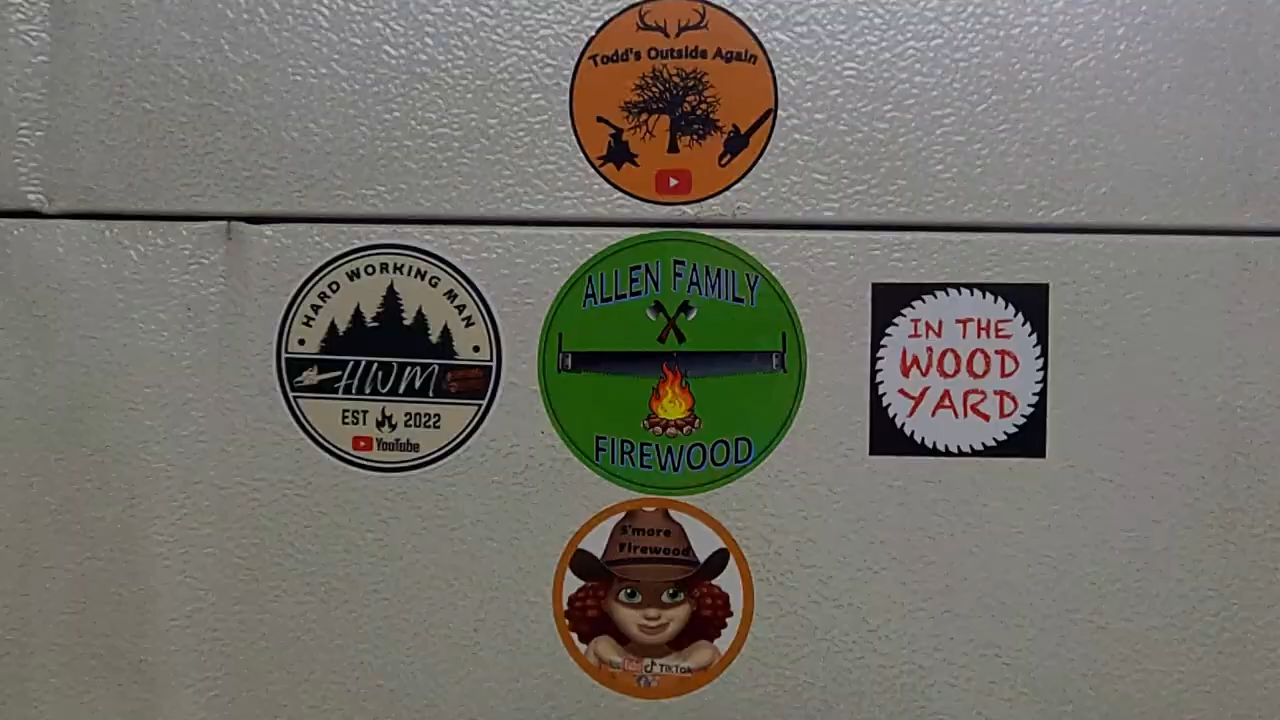 Todd's Outside Again
HARD WORKING MAN
HWM
EST 2022
YouTube
ALLEN FAMILY
FIREWOOD
IN THE
WOOD
YARD
S'more
Firewood
TikTok